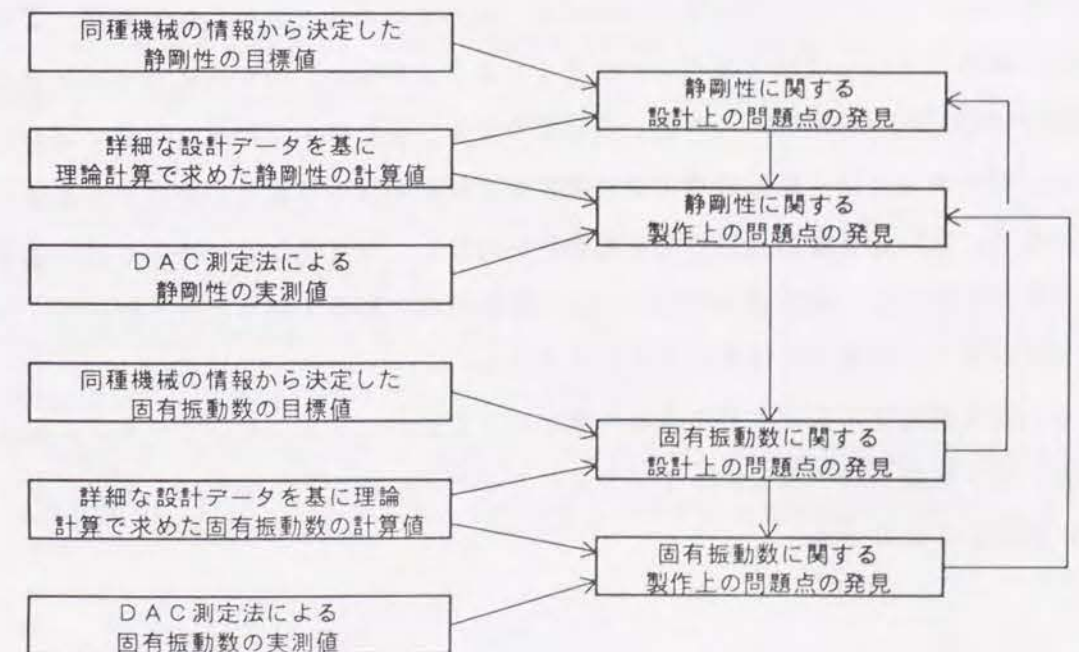 同種機械の情報から決定した
静剛性の目標値
詳細な設計データを基に
理論計算で求めた静剛性の計算値
DAC測定法による
静剛性の実測値
同種機械の情報から決定した
固有振動数の目標値
詳細な設計データを基に理論
計算で求めた固有振動数の計算値
DAC測定法による
固有振動数の実測値
静剛性に関する
設計上の問題点の発見
静剛性に関する
製作上の問題点の発見
固有振動数に関する
設計上の問題点の発見
固有振動数に関する
製作上の問題点の発見